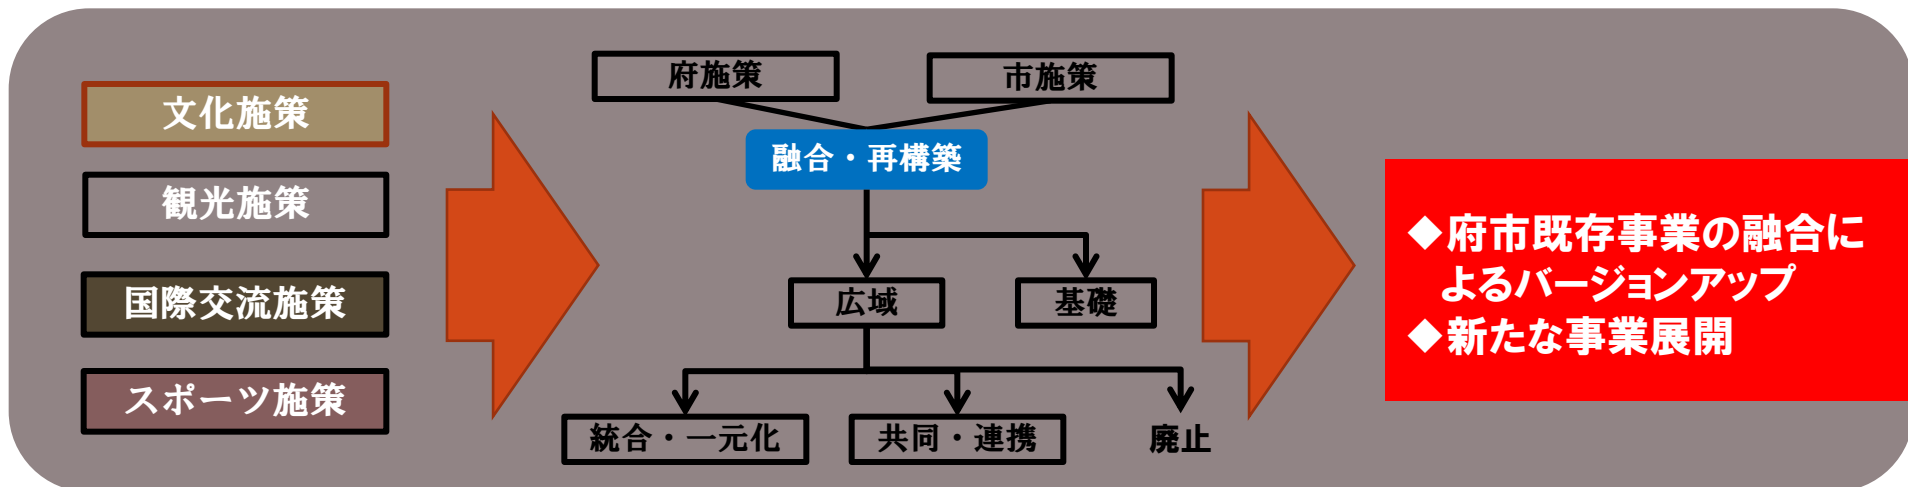 文化施策
観光施策
国際交流施策
スポーツ施策
府施策
市施策
融合・再構築
広域
基礎
統合・一元化
共同・連携
廃止
◆府市既存事業の融合に
よるバージョンアップ
◆新たな事業展開